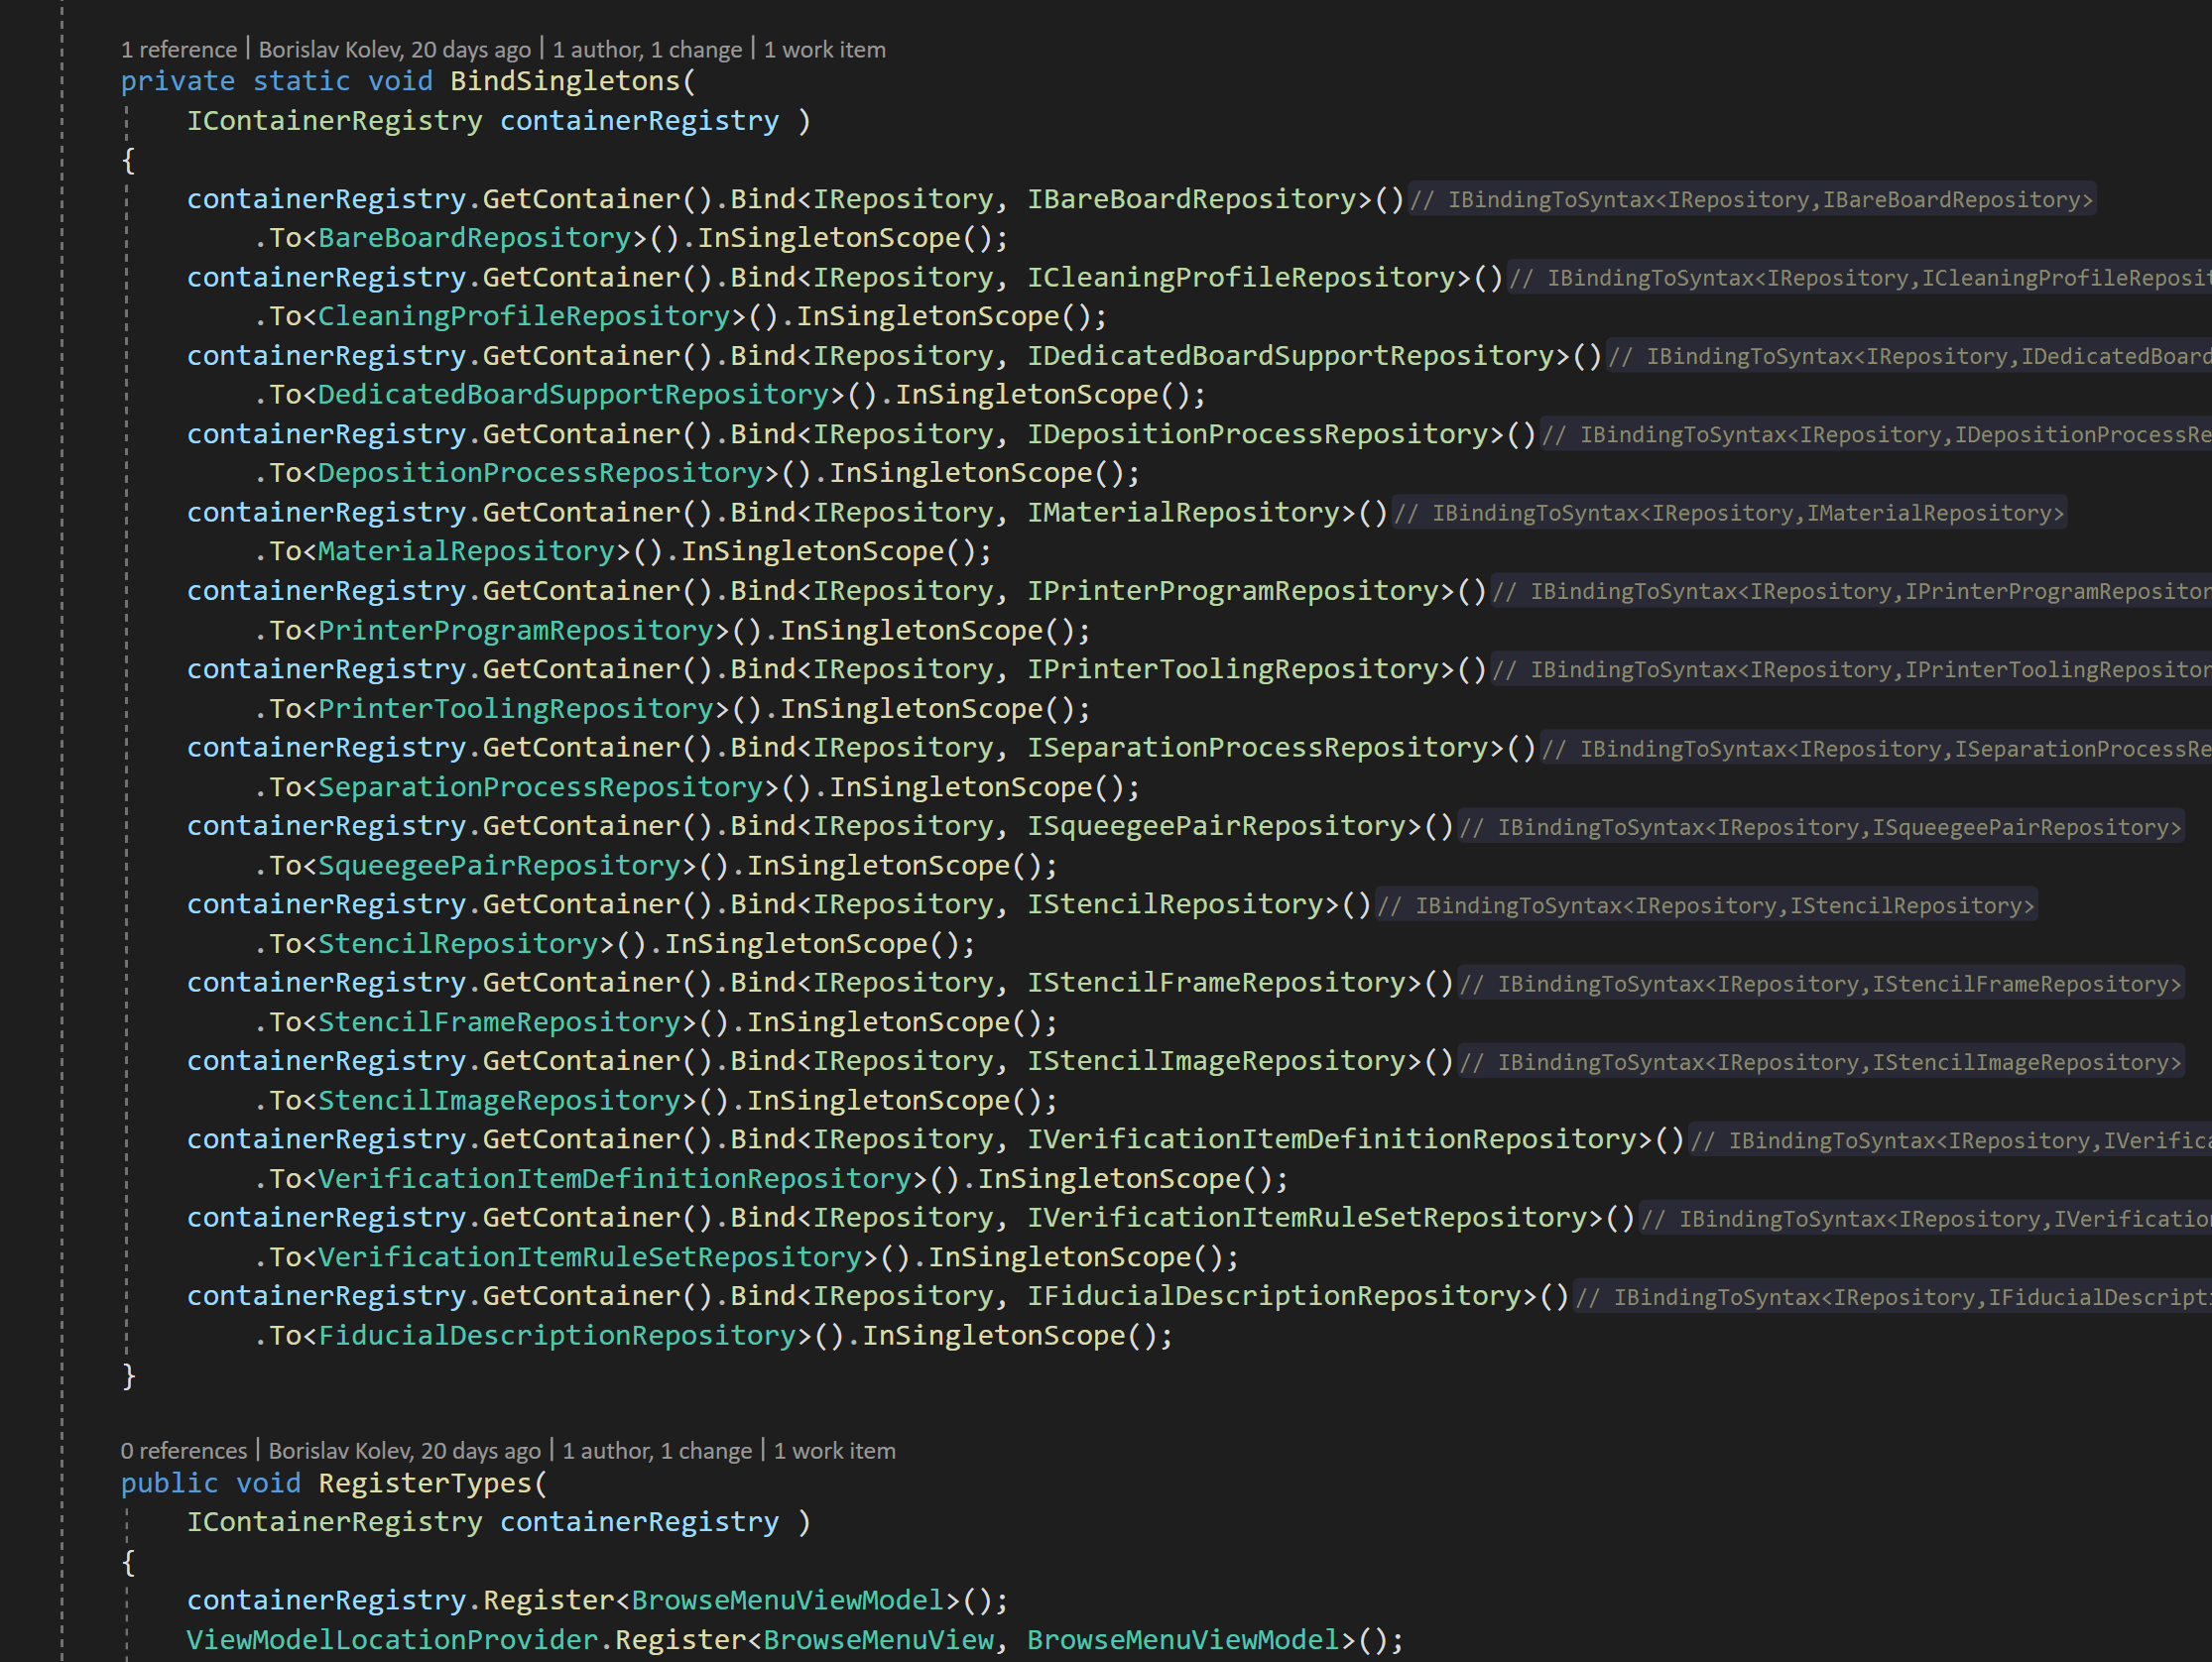 1 reference | Borislav Kolev, 20 days ago | 1 author, 1 change | 1 work item
private static void BindSingletons(
IContainerRegistry containerRegistry )
{
containerRegistry.GetContainer().Bind<IRepository, IBareBoardRepository>() // IBindingToSyntax<IRepository,IBareBoardRepository>
.To<BareBoardRepository>().InSingletonScope();
containerRegistry.GetContainer().Bind<IRepository, ICleaningProfileRepository>() // IBindingToSyntax<IRepository,ICleaningProfileReposit
.To<CleaningProfileRepository>().InSingletonScope();
containerRegistry.GetContainer().Bind<IRepository, IDedicatedBoardSupportRepository>() // IBindingToSyntax<IRepository,IDedicatedBoard
.To<DedicatedBoardSupportRepository>().InSingletonScope();
containerRegistry.GetContainer().Bind<IRepository, IDepositionProcessRepository>() // IBindingToSyntax<IRepository,IDepositionProcessRe
.To<DepositionProcessRepository>().InSingletonScope();
containerRegistry.GetContainer().Bind<IRepository, IMaterialRepository>() // IBindingToSyntax<IRepository,IMaterialRepository>
.To<MaterialRepository>().InSingletonScope();
containerRegistry.GetContainer().Bind<IRepository, IPrinterProgramRepository>() // IBindingToSyntax<IRepository,IPrinterProgramRepositor
.To<PrinterProgramRepository>().InSingletonScope();
containerRegistry.GetContainer().Bind<IRepository, IPrinterToolingRepository>() // IBindingToSyntax<IRepository,IPrinterToolingRepositor
.To<PrinterToolingRepository>().InSingletonScope();
containerRegistry.GetContainer().Bind<IRepository, ISeparationProcessRepository>() // IBindingToSyntax<IRepository,ISeparationProcessRe
.To<SeparationProcessRepository>().InSingletonScope();
containerRegistry.GetContainer().Bind<IRepository, ISqueegeePairRepository>() // IBindingToSyntax<IRepository,ISqueegeePairRepository>
.To<SqueegeePairRepository>().InSingletonScope();
containerRegistry.GetContainer().Bind<IRepository, IStencilRepository>() // IBindingToSyntax<IRepository,IStencilRepository>
.To<StencilRepository>().InSingletonScope();
containerRegistry.GetContainer().Bind<IRepository, IStencilFrameRepository>() // IBindingToSyntax<IRepository,IStencilFrameRepository>
.To<StencilFrameRepository>().InSingletonScope();
containerRegistry.GetContainer().Bind<IRepository, IStencilImageRepository>() // IBindingToSyntax<IRepository,IStencilImageRepository>
.To<StencilImageRepository>().InSingletonScope();
containerRegistry.GetContainer().Bind<IRepository, IVerificationItemDefinitionRepository>() // IBindingToSyntax<IRepository,IVerifica
.To<VerificationItemDefinitionRepository>().InSingletonScope();
containerRegistry.GetContainer().Bind<IRepository, IVerificationItemRuleSetRepository>() // IBindingToSyntax<IRepository,IVerification
.To<VerificationItemRuleSetRepository>().InSingletonScope();
containerRegistry.GetContainer().Bind<IRepository, IFiducialDescriptionRepository>() // IBindingToSyntax<IRepository,IFiducialDescripti
.To<FiducialDescriptionRepository>().InSingletonScope();
}
0 references | Borislav Kolev, 20 days ago | 1 author, 1 change | 1 work item
public void RegisterTypes(
IContainerRegistry containerRegistry )
{
containerRegistry.Register<BrowseMenuViewModel>();
ViewModelLocationProvider.Register<BrowseMenuView, BrowseMenuViewModel>();